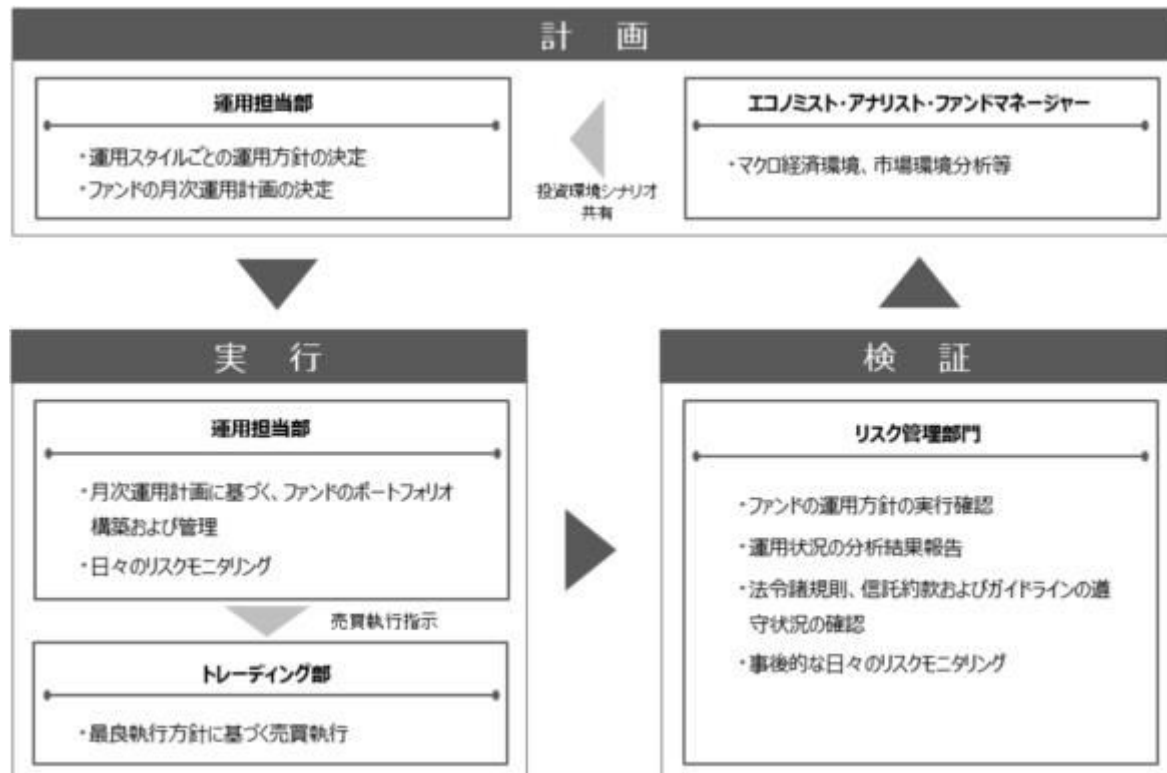 計 画
運用担当部
・運用スタイルごとの運用方針の決定
・ファンドの月次運用計画の決定
投資環境シナリオ
共有
エコノミスト・アナリスト・ファンドマネージャー
・マクロ経済環境、市場環境分析等
実 行
運用担当部
・月次運用計画に基づく、ファンドのポートフォリオ
構築および管理
・日々のリスクモニタリング
売買執行指示
トレーディング部
・最良執行方針に基づく売買執行
検 証
リスク管理部門
・ファンドの運用方針の実行確認
・運用状況の分析結果報告
・法令諸規則、信託約款およびガイドラインの遵
守状況の確認
・事後的な日々のリスクモニタリング